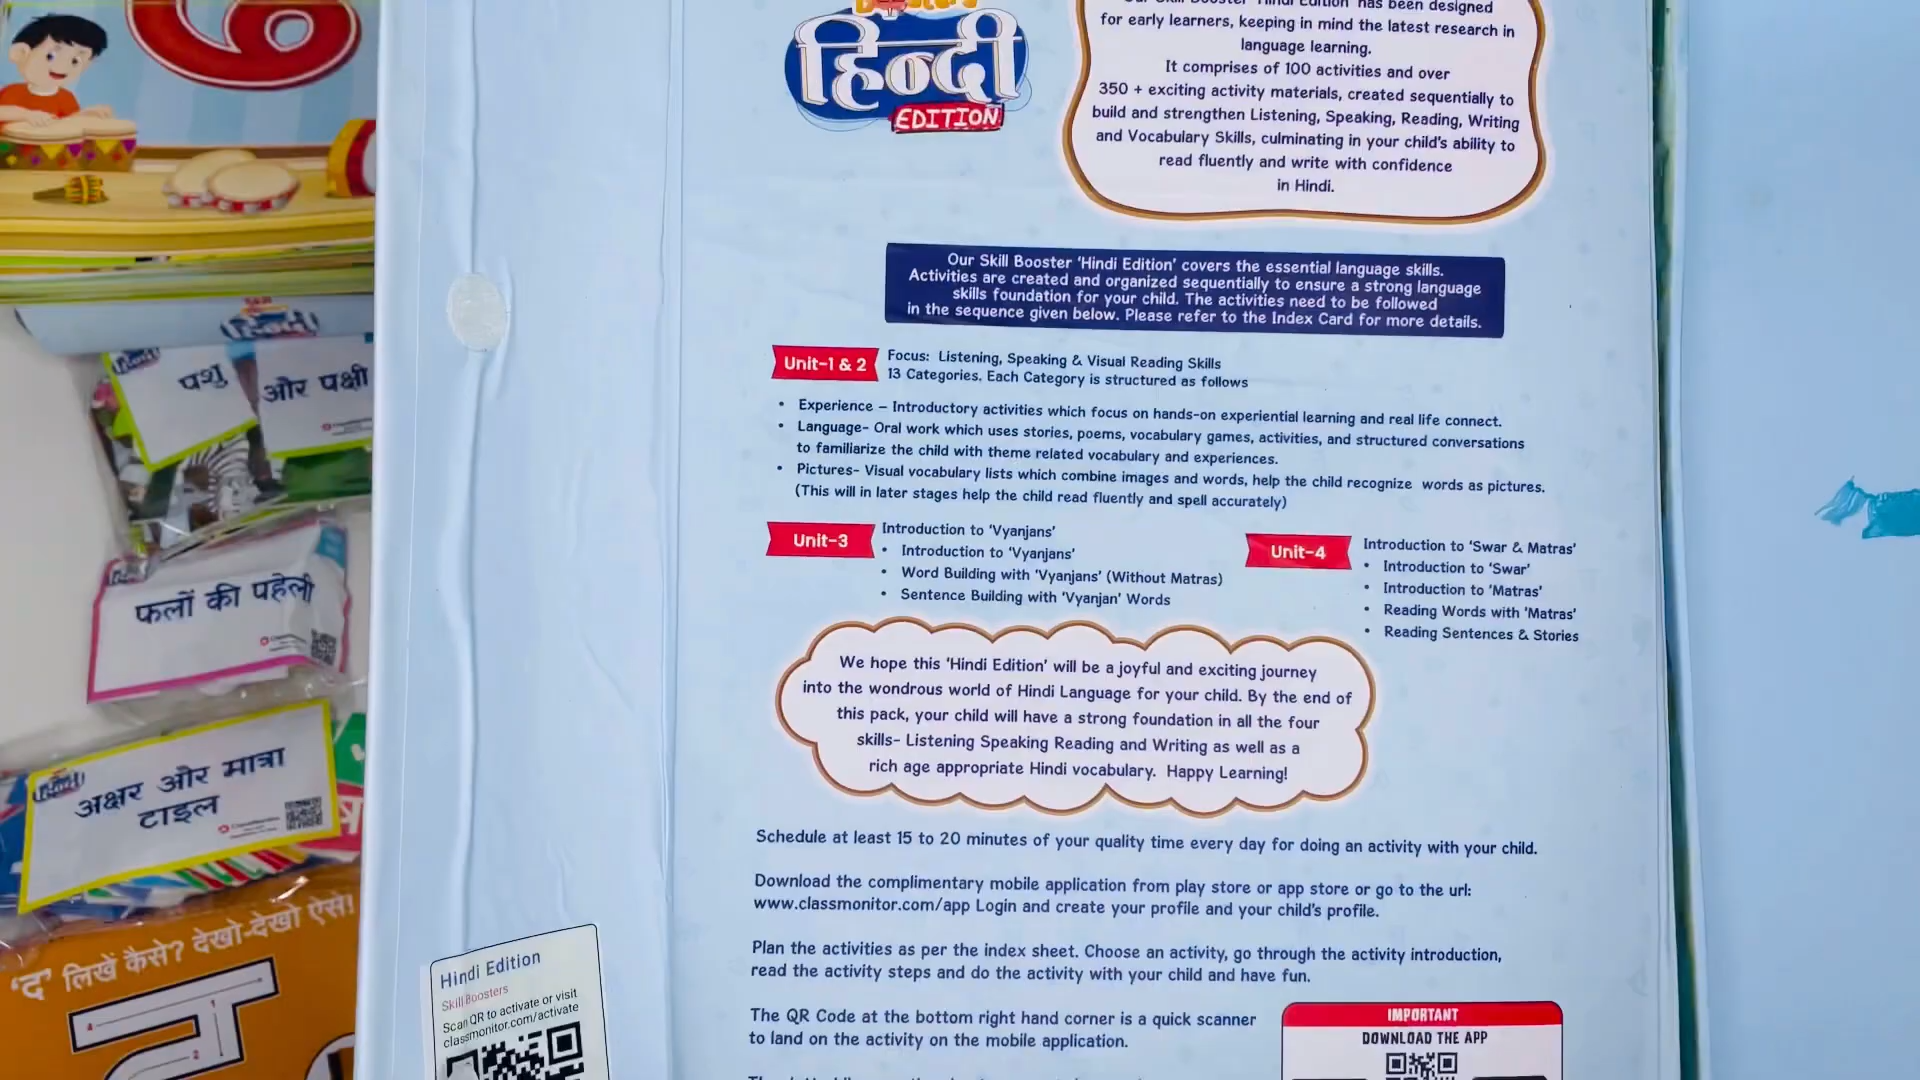 हिन्दी
EDITION
for early learners, keeping in mind the latest research in
language learning.
It comprises of 100 activities and over
350 + exciting activity materials, created sequentially to
build and strengthen Listening, Speaking, Reading, Writing
and Vocabulary Skills, culminating in your child's ability to
read fluently and write with confidence
in Hindi.
Our Skill Booster 'Hindi Edition' covers the essential language skills.
Activities are created and organized sequentially to ensure a strong language
skills foundation for your child. The activities need to be followed
in the sequence given below. Please refer to the Index Card for more details.
Unit-1 & 2
Focus: Listening, Speaking & Visual Reading Skills
13 Categories. Each Category is structured as follows
• Experience – Introductory activities which focus on hands-on experiential learning and real life connect.
• Language- Oral work which uses stories, poems, vocabulary games, activities, and structured conversations
to familiarize the child with theme related vocabulary and experiences.
• Pictures- Visual vocabulary lists which combine images and words, help the child recognize words as pictures.
(This will in later stages help the child read fluently and spell accurately)
Unit-3
Introduction to 'Vyanjans'
• Introduction to 'Vyanjans'
• Word Building with 'Vyanjans' (Without Matras)
• Sentence Building with 'Vyanjan' Words
Unit-4
Introduction to 'Swar & Matras'
• Introduction to 'Swar'
• Introduction to 'Matras'
• Reading Words with 'Matras'
• Reading Sentences & Stories
We hope this 'Hindi Edition' will be a joyful and exciting journey
into the wondrous world of Hindi Language for your child. By the end of
this pack, your child will have a strong foundation in all the four
skills- Listening Speaking Reading and Writing as well as a
rich age appropriate Hindi vocabulary. Happy Learning!
Schedule at least 15 to 20 minutes of your quality time every day for doing an activity with your child.
Download the complimentary mobile application from play store or app store or go to the url:
www.classmonitor.com/app Login and create your profile and your child's profile.
Plan the activities as per the index sheet. Choose an activity, go through the activity introduction,
read the activity steps and do the activity with your child and have fun.
The QR Code at the bottom right hand corner is a quick scanner
to land on the activity on the mobile application.
IMPORTANT
DOWNLOAD THE APP
Hindi Edition
Skill Boosters
Scan QR to activate or visit
classmonitor.com/activate
पशु और पक्षी
फलों की पहेली
अक्षर और मात्रा
टाइल
'द' लिखें कैसे? देखो-देखो ऐसे!
द